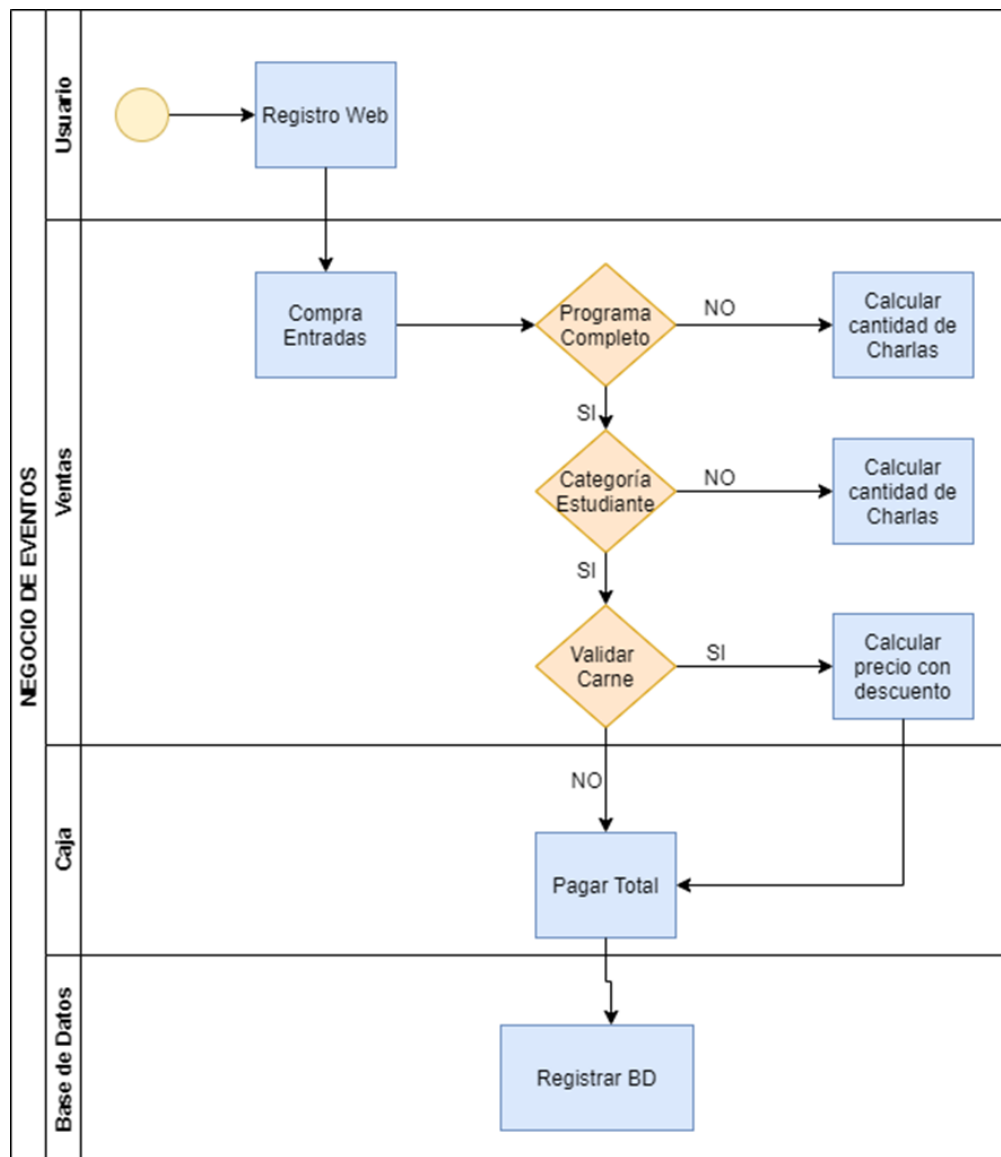 NEGOCIO DE EVENTOS
Usuario
Registro Web
Ventas
Compra
Entradas
Programa
Completo
NO
Calcular
cantidad de
Charlas
SI
Categoría
Estudiante
NO
Calcular
cantidad de
Charlas
SI
Validar
Carne
SI
Calcular
precio con
descuento
NO
Caja
Pagar Total
Base de Datos
Registrar BD